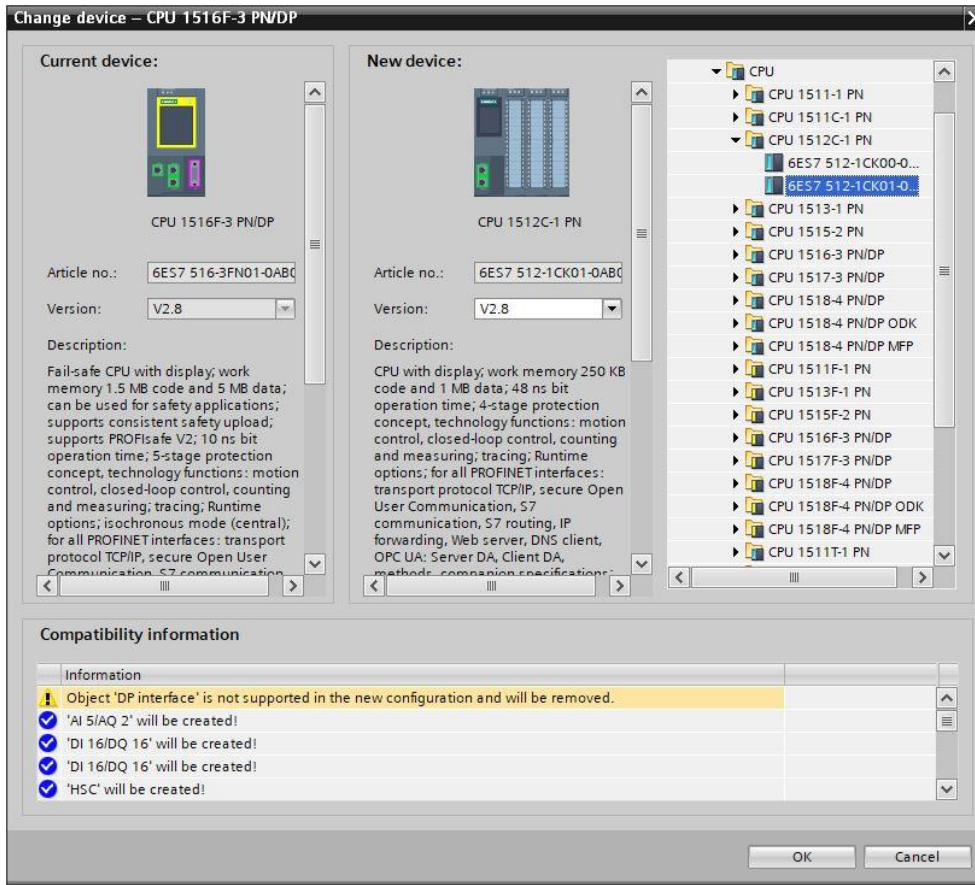 Change device – CPU 1516F-3 PN/DP
Current device:
CPU 1516F-3 PN/DP
Article no.: 6ES7 516-3FN01-0AB0
Version: V2.8
Description:
Fail-safe CPU with display; work
memory 1.5 MB code and 5 MB data;
can be used for safety applications;
supports consistent safety upload;
supports PROFIsafe V2; 10 ns bit
operation time; 5-stage protection
concept, technology functions: motion
control, closed-loop control, counting
and measuring; tracing; Runtime
options; isochronous mode (central);
for all PROFINET interfaces: transport
protocol TCP/IP, secure Open User
Communication, S7 communication
New device:
CPU 1512C-1 PN
Article no.: 6ES7 512-1CK01-0AB0
Version: V2.8
Description:
CPU with display; work memory 250 KB
code and 1 MB data; 48 ns bit
operation time; 4-stage protection
concept, technology functions: motion
control, closed-loop control, counting
and measuring; tracing; Runtime
options; for all PROFINET interfaces:
transport protocol TCP/IP, secure Open
User Communication, S7
communication, S7 routing, IP
forwarding, Web server, DNS client,
OPC UA: Server DA, Client DA,
methods, companion specifications;
CPU
CPU 1511-1 PN
CPU 1511C-1 PN
CPU 1512C-1 PN
6ES7 512-1CK00-0...
6ES7 512-1CK01-0...
CPU 1513-1 PN
CPU 1515-2 PN
CPU 1516-3 PN/DP
CPU 1517-3 PN/DP
CPU 1518-4 PN/DP
CPU 1518-4 PN/DP ODK
CPU 1518-4 PN/DP MFP
CPU 1511F-1 PN
CPU 1513F-1 PN
CPU 1515F-2 PN
CPU 1516F-3 PN/DP
CPU 1517F-3 PN/DP
CPU 1518F-4 PN/DP
CPU 1518F-4 PN/DP ODK
CPU 1518F-4 PN/DP MFP
CPU 1511T-1 PN
Compatibility information
Information
Object 'DP interface' is not supported in the new configuration and will be removed.
'AI 5/AQ 2' will be created!
'DI 16/DQ 16' will be created!
'DI 16/DQ 16' will be created!
'HSC' will be created!
OK
Cancel